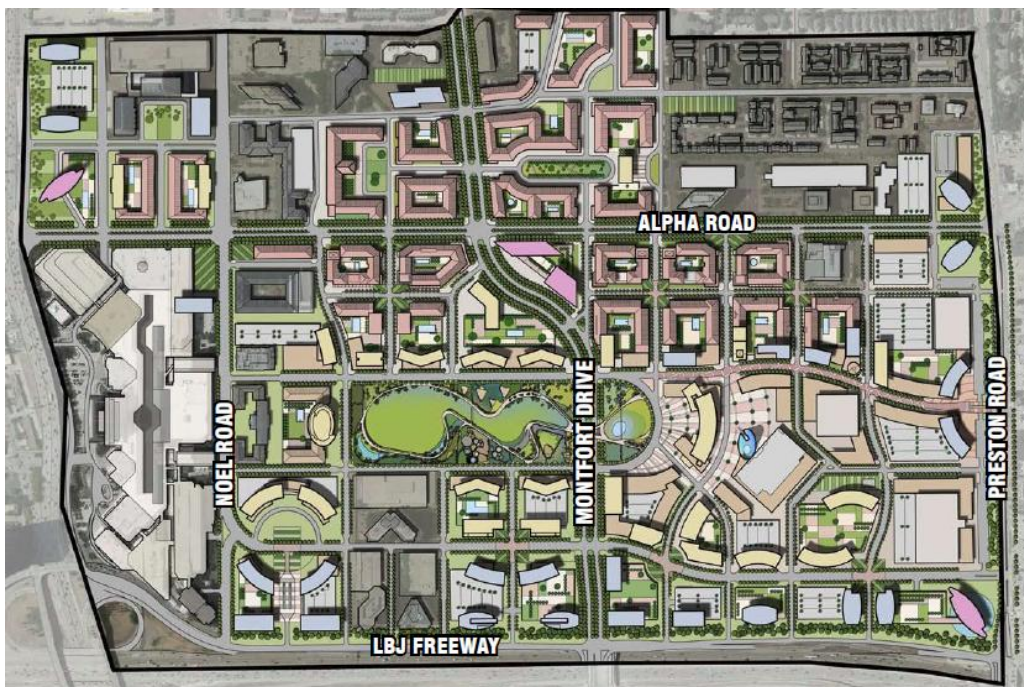 ALPHA ROAD
NOEL ROAD
MONTFORT DRIVE
PRESTON ROAD
LBJ FREEWAY